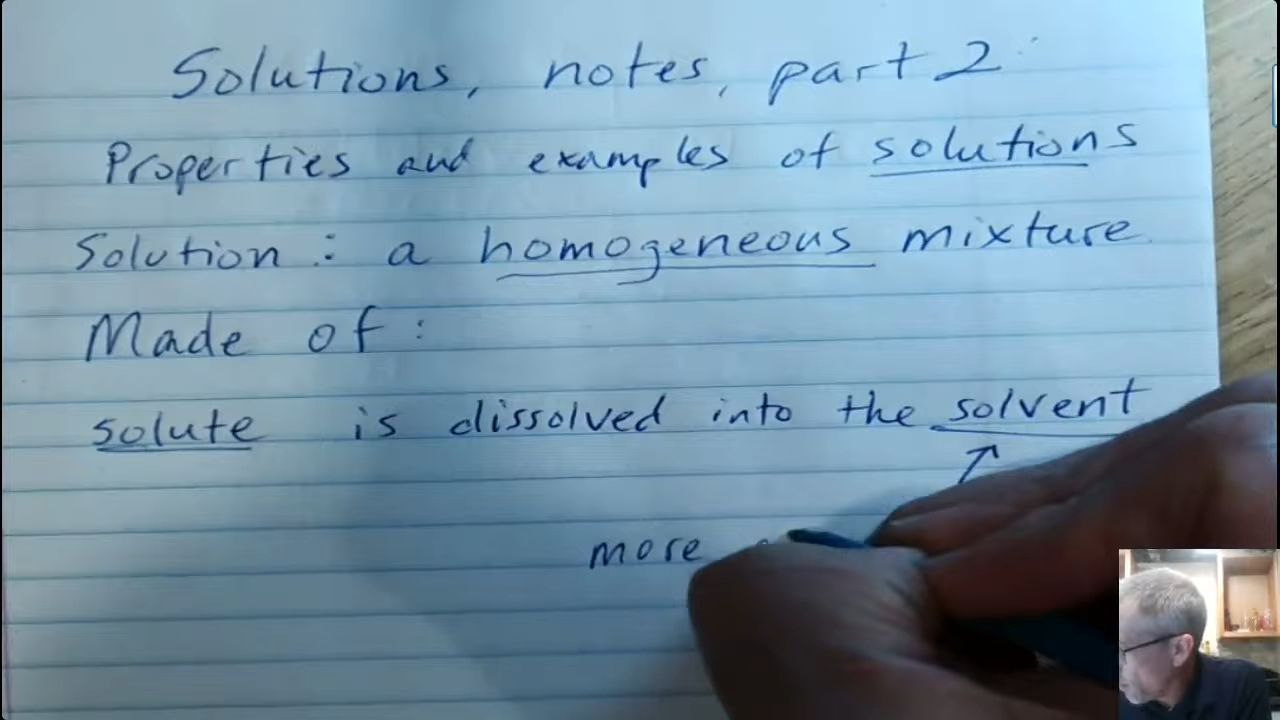 Solutions, notes, part 2
Properties and examples of solutions
Solution : a homogeneous mixture.
Made of :
solute is dissolved into the solvent
more